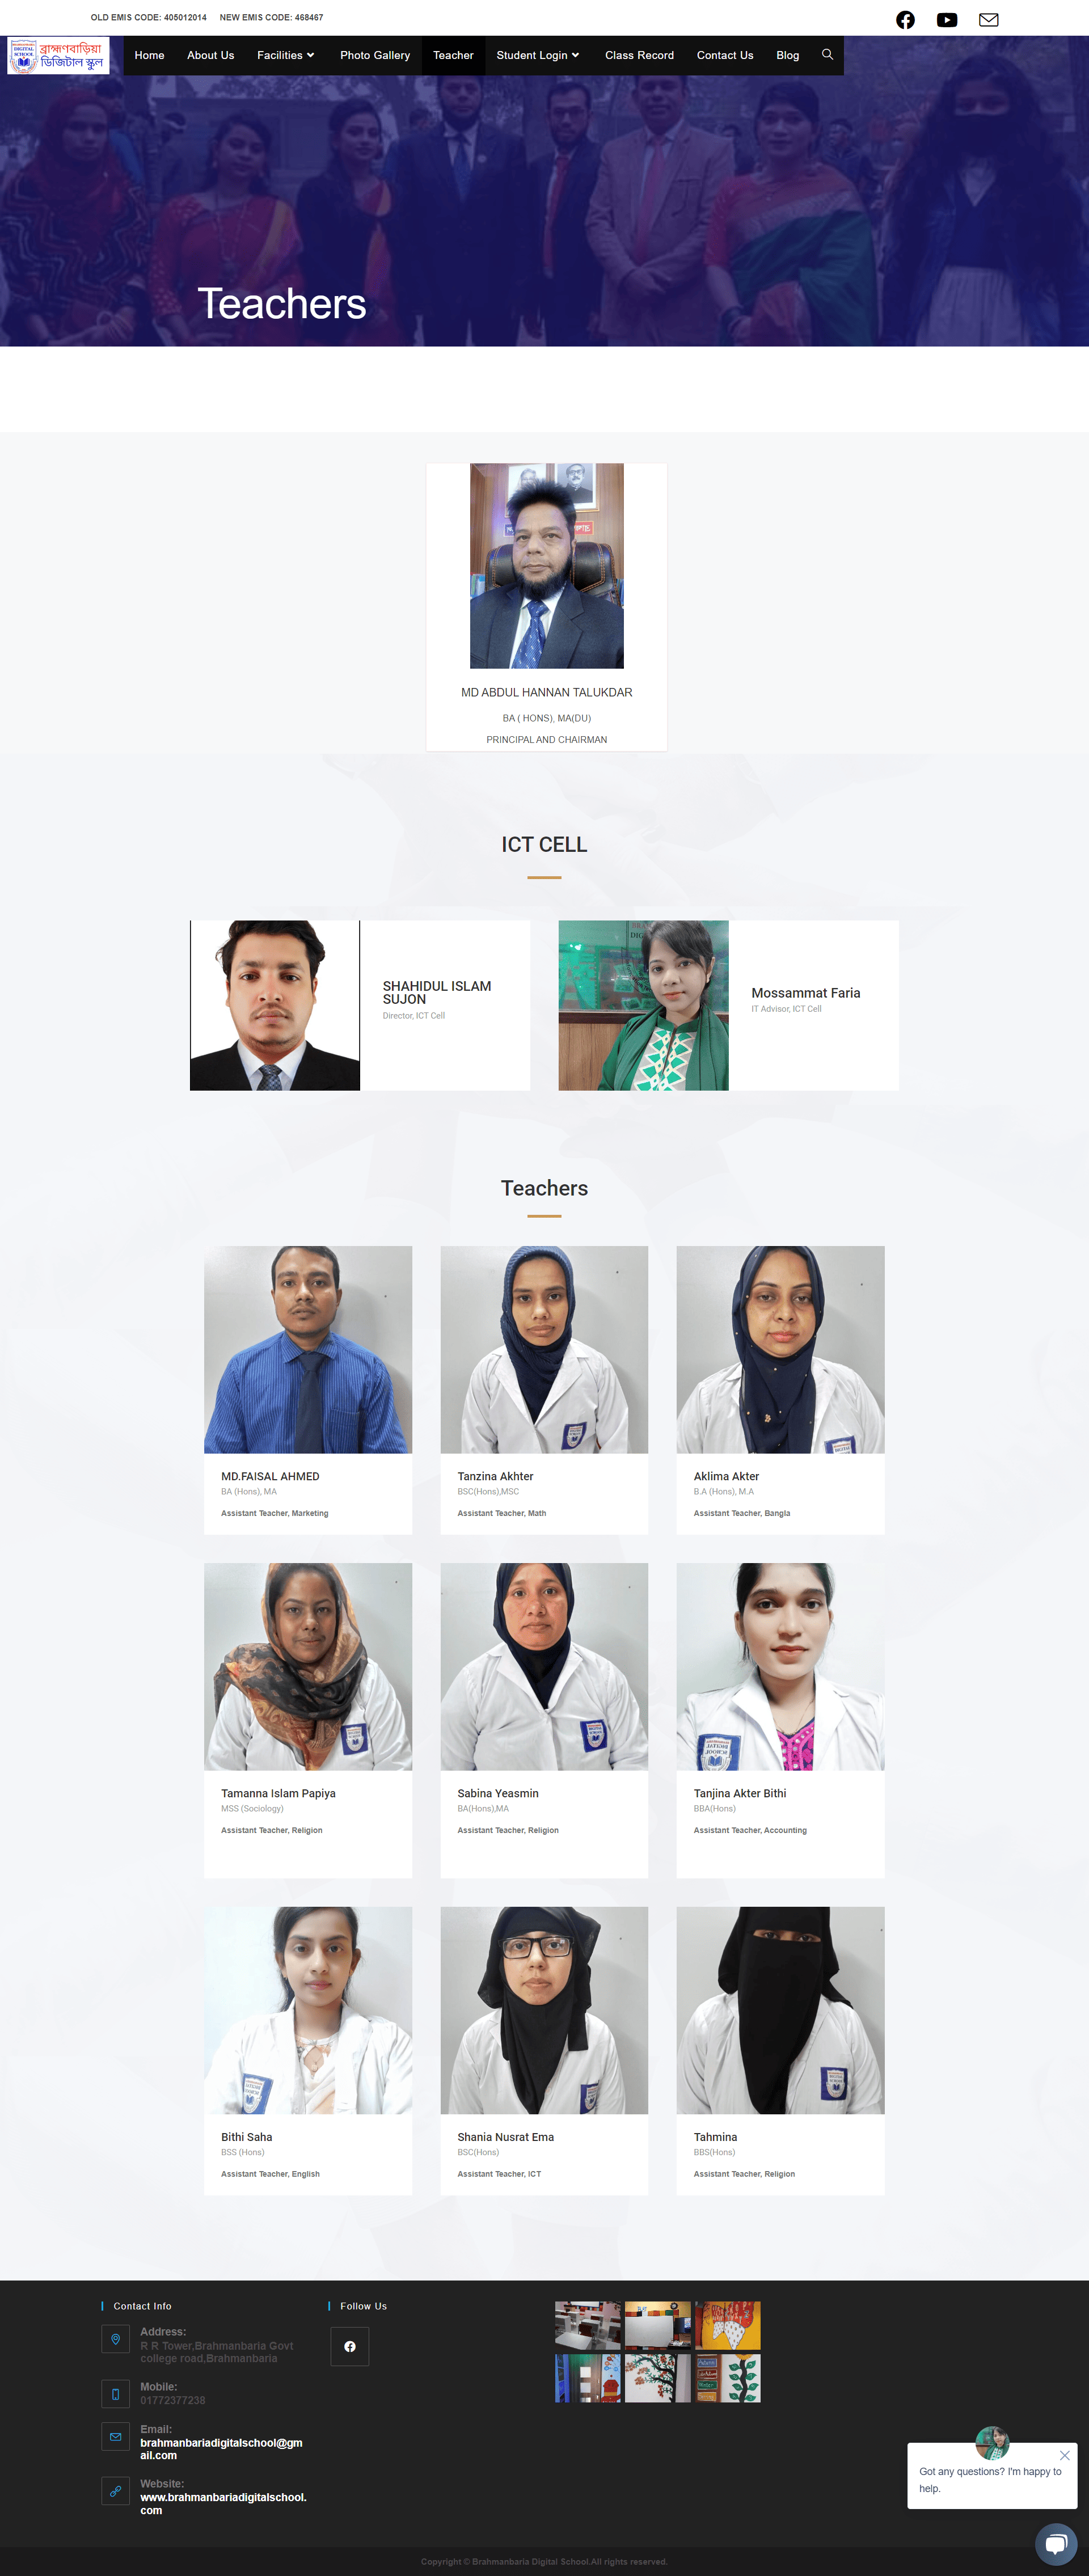 OLD EMIS CODE: 405012014 NEW EMIS CODE: 468467
ব্রাহ্মণবাড়িয়া
ডিজিটাল স্কুল
DIGITAL
SCHOOL
Home About Us Facilities Photo Gallery Teacher Student Login Class Record Contact Us Blog
Teachers
MD ABDUL HANNAN TALUKDAR
BA ( HONS), MA(DU)
PRINCIPAL AND CHAIRMAN
ICT CELL
SHAHIDUL ISLAM
SUJON
Director, ICT Cell
Mossammat Faria
IT Advisor, ICT Cell
Teachers
MD.FAISAL AHMED
BA (Hons), MA
Assistant Teacher, Marketing
Tanzina Akhter
BSC(Hons),MSC
Assistant Teacher, Math
Aklima Akter
B.A (Hons), M.A
Assistant Teacher, Bangla
Tamanna Islam Papiya
MSS (Sociology)
Assistant Teacher, Religion
Sabina Yeasmin
BA(Hons),MA
Assistant Teacher, Religion
Tanjina Akter Bithi
BBA(Hons)
Assistant Teacher, Accounting
Bithi Saha
BSS (Hons)
Assistant Teacher, English
Shania Nusrat Ema
BSC(Hons)
Assistant Teacher, ICT
Tahmina
BBS(Hons)
Assistant Teacher, Religion
Contact Info
Address:
R R Tower,Brahmanbaria Govt
college road,Brahmanbaria
Mobile:
01772377238
Email:
brahmanbariadigitalschool@gm
ail.com
Website:
www.brahmanbariadigitalschool.
com
Follow Us
Got any questions? I'm happy to
help.
Copyright © Brahmanbaria Digital School.All rights reserved.